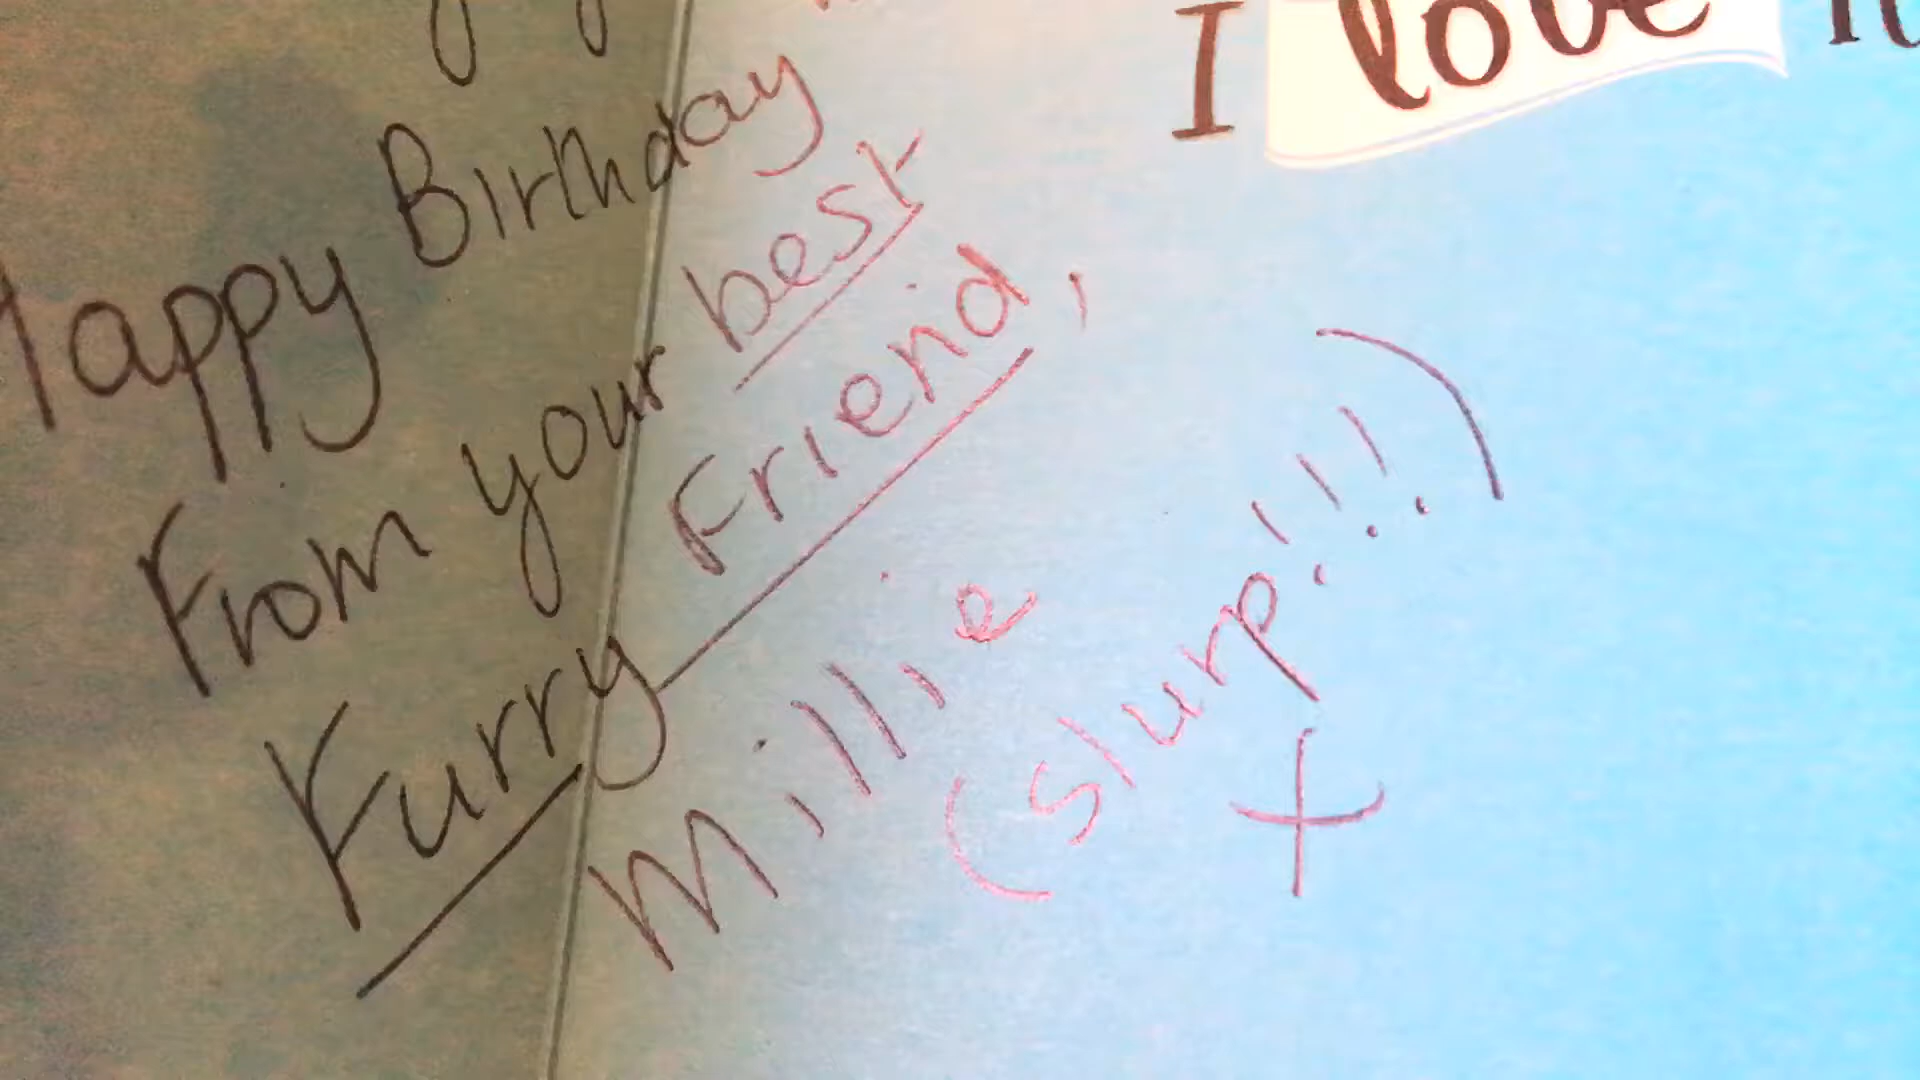 I love
Happy Birthday
From your best
Furry Friend,
Millie
(Slurp!!!)
X